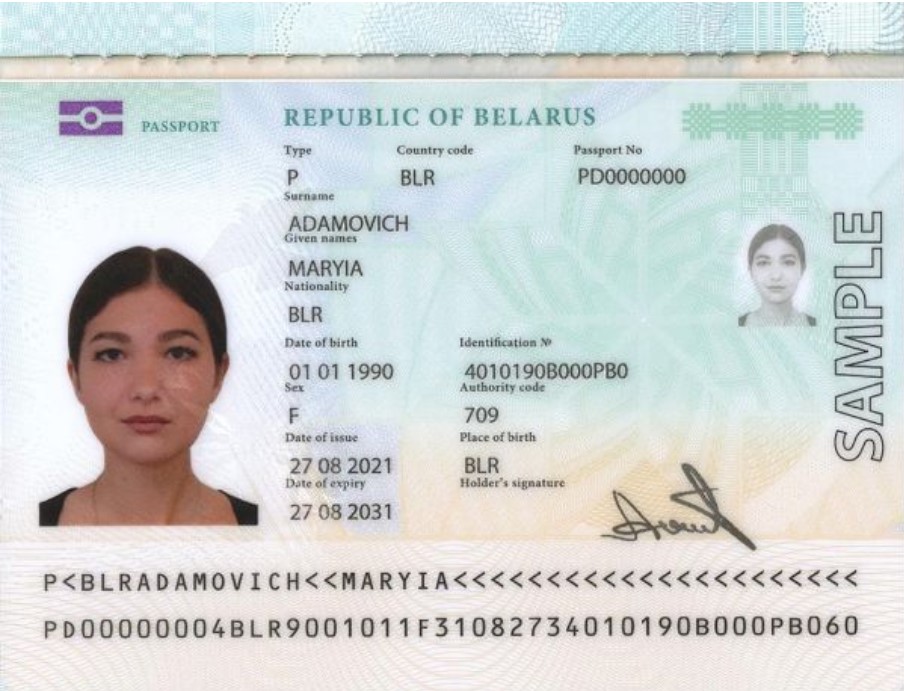 PASSPORT
REPUBLIC OF BELARUS
Type Country code Passport No
P BLR PD0000000
Surname
ADAMOVICH
Given names
MARYIA
Nationality
BLR
Date of birth Identification №
01 01 1990 4010190B000PB0
Sex Authority code
F 709
Date of issue Place of birth
27 08 2021 BLR
Date of expiry Holder's signature
27 08 2031
SAMPLE
P<BLRADAMOVICH<<MARYIA<<<<<<<<<<<<<<<<<<<<<<
PD00000004BLR9001011F31082734010190B000PB060